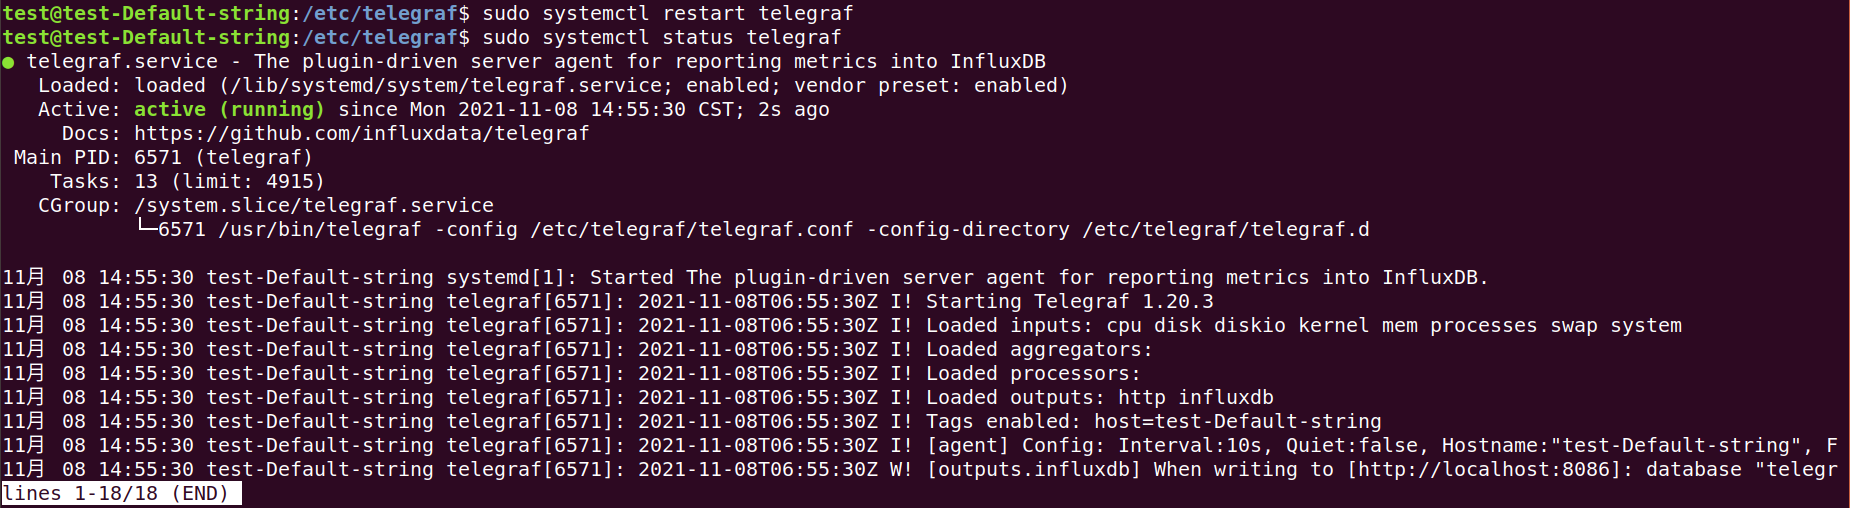 test@test-Default-string:/etc/telegraf$ sudo systemctl restart telegraf
test@test-Default-string:/etc/telegraf$ sudo systemctl status telegraf
● telegraf.service - The plugin-driven server agent for reporting metrics into InfluxDB
   Loaded: loaded (/lib/systemd/system/telegraf.service; enabled; vendor preset: enabled)
   Active: active (running) since Mon 2021-11-08 14:55:30 CST; 2s ago
     Docs: https://github.com/influxdata/telegraf
 Main PID: 6571 (telegraf)
    Tasks: 13 (limit: 4915)
   CGroup: /system.slice/telegraf.service
           └─6571 /usr/bin/telegraf -config /etc/telegraf/telegraf.conf -config-directory /etc/telegraf/telegraf.d
11月 08 14:55:30 test-Default-string systemd[1]: Started The plugin-driven server agent for reporting metrics into InfluxDB.
11月 08 14:55:30 test-Default-string telegraf[6571]: 2021-11-08T06:55:30Z I! Starting Telegraf 1.20.3
11月 08 14:55:30 test-Default-string telegraf[6571]: 2021-11-08T06:55:30Z I! Loaded inputs: cpu disk diskio kernel mem processes swap system
11月 08 14:55:30 test-Default-string telegraf[6571]: 2021-11-08T06:55:30Z I! Loaded aggregators:
11月 08 14:55:30 test-Default-string telegraf[6571]: 2021-11-08T06:55:30Z I! Loaded processors:
11月 08 14:55:30 test-Default-string telegraf[6571]: 2021-11-08T06:55:30Z I! Loaded outputs: http influxdb
11月 08 14:55:30 test-Default-string telegraf[6571]: 2021-11-08T06:55:30Z I! Tags enabled: host=test-Default-string
11月 08 14:55:30 test-Default-string telegraf[6571]: 2021-11-08T06:55:30Z I! [agent] Config: Interval:10s, Quiet:false, Hostname:"test-Default-string", F
11月 08 14:55:30 test-Default-string telegraf[6571]: 2021-11-08T06:55:30Z W! [outputs.influxdb] When writing to [http://localhost:8086]: database "telegr
lines 1-18/18 (END)